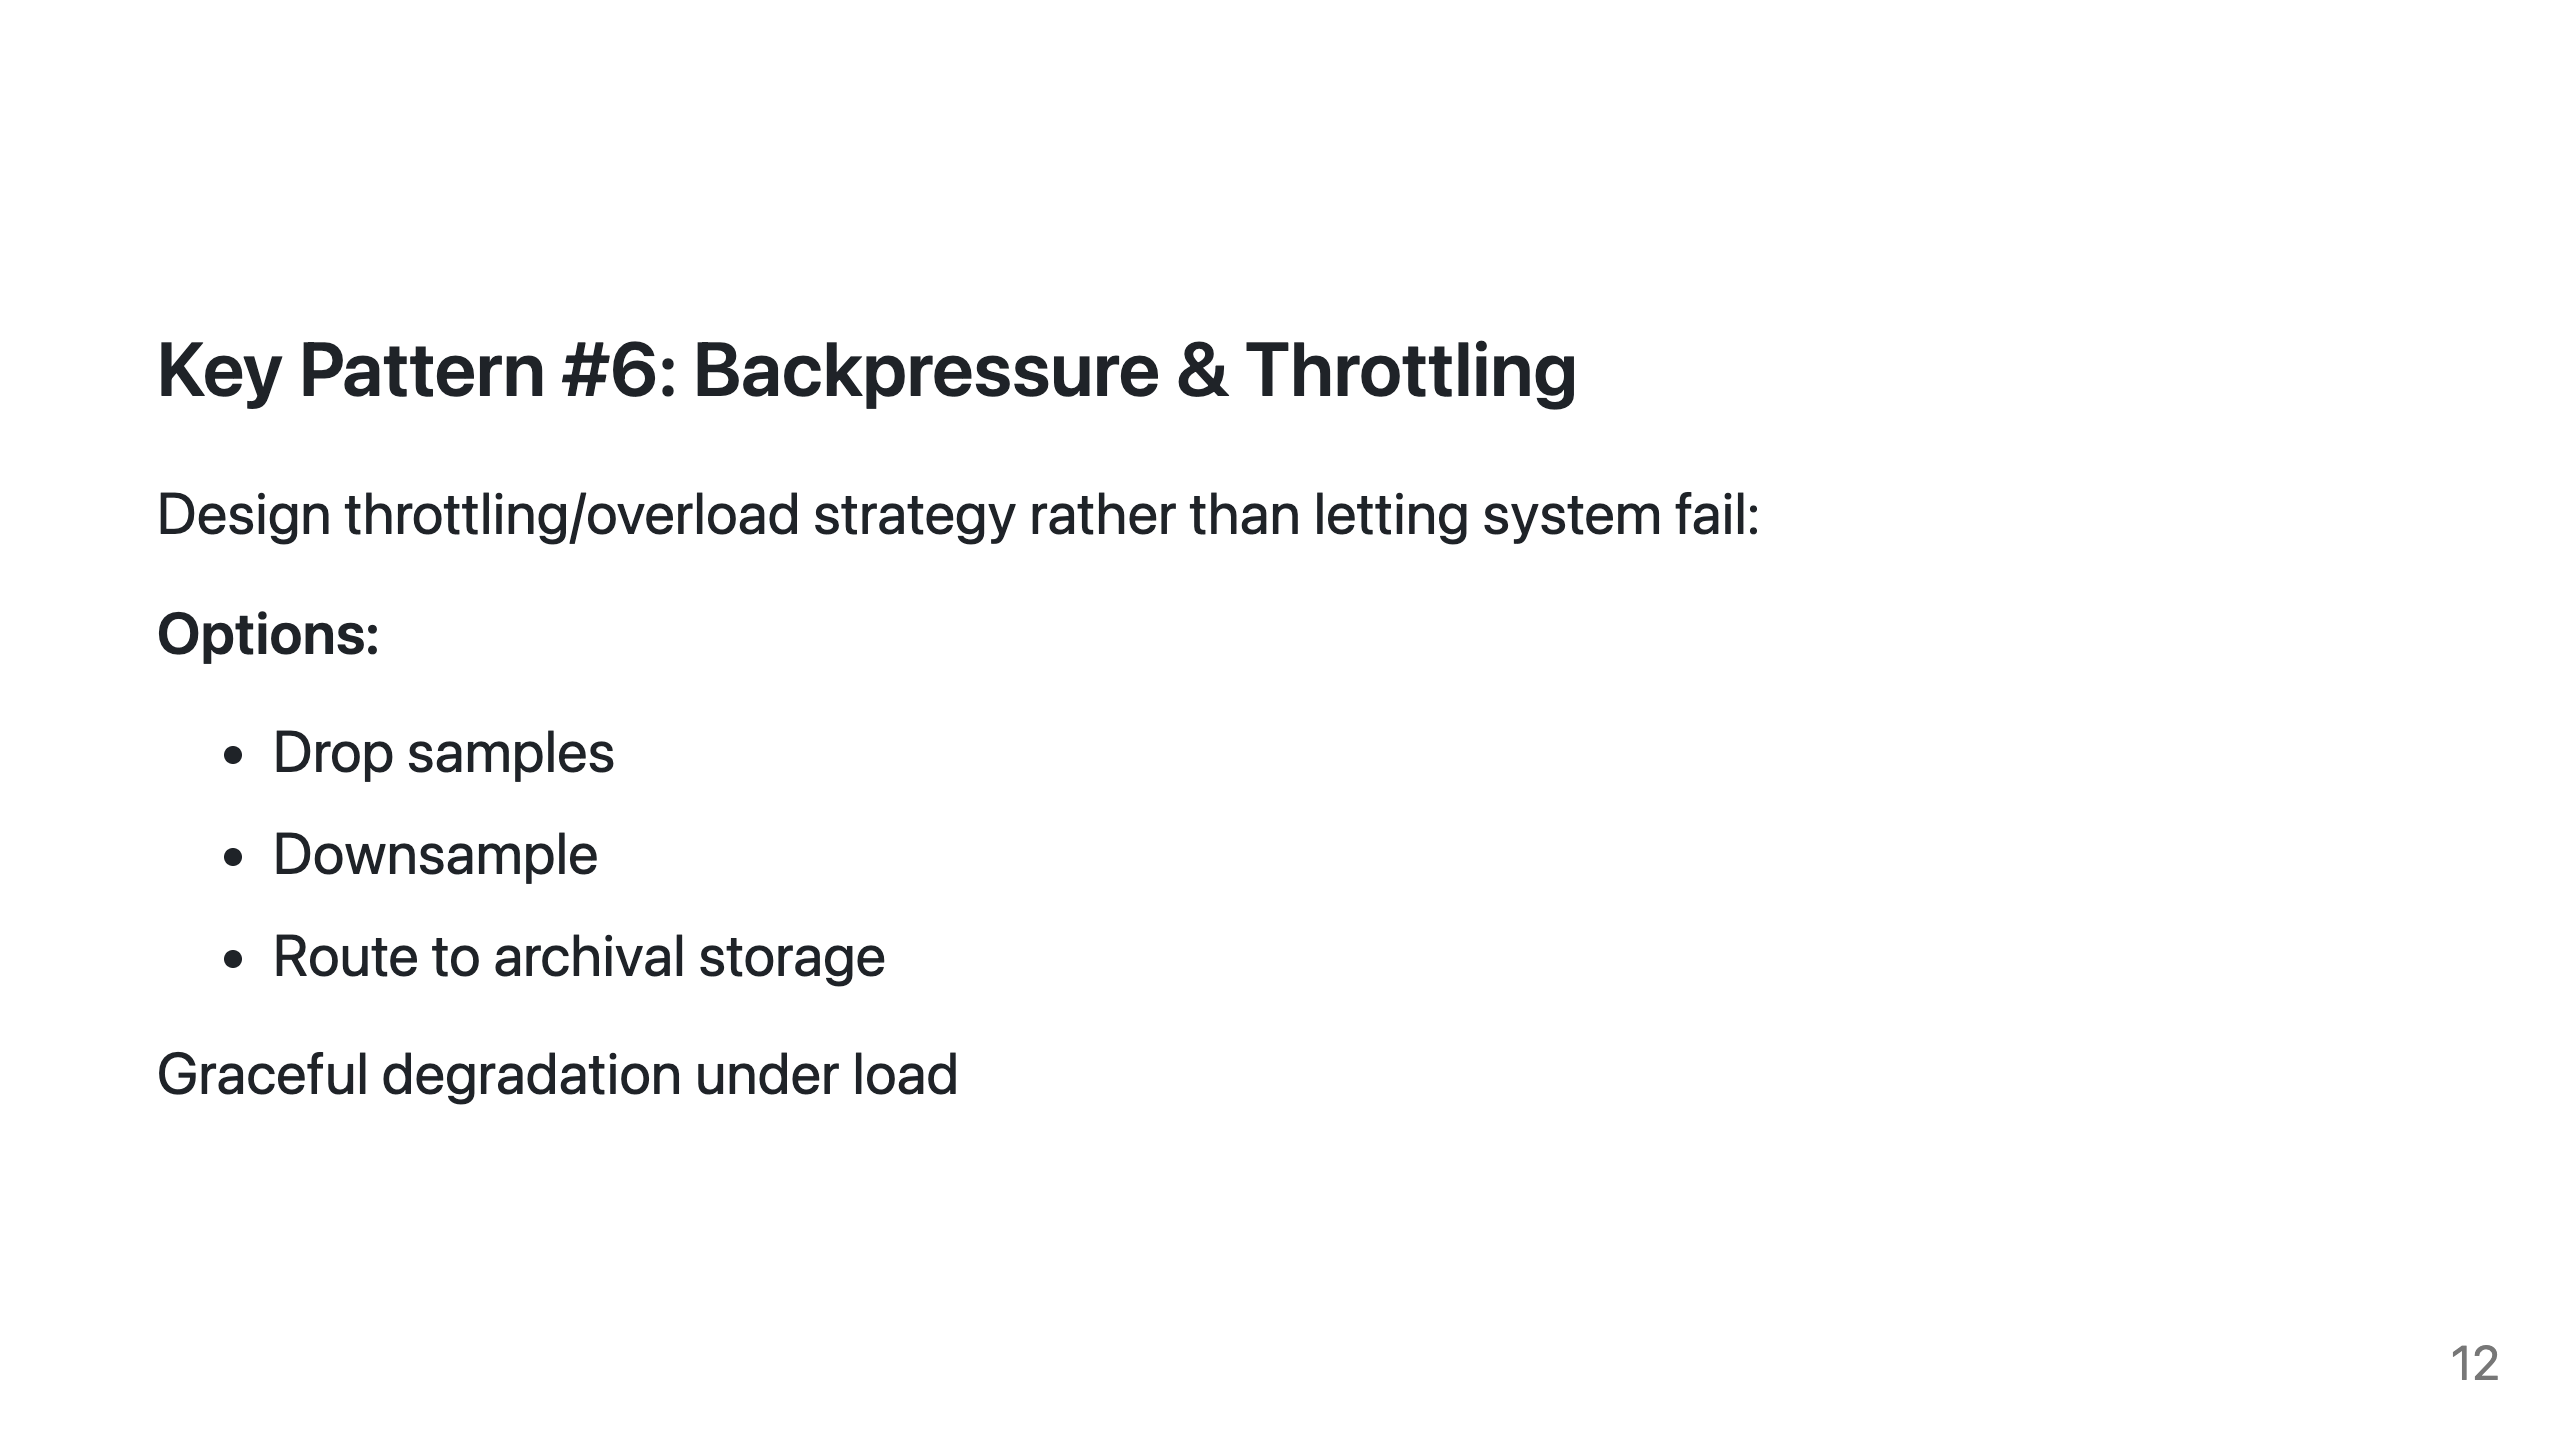 Key Pattern #6: Backpressure & Throttling
Design throttling/overload strategy rather than letting system fail:
Options:
• Drop samples
• Downsample
• Route to archival storage
Graceful degradation under load
12